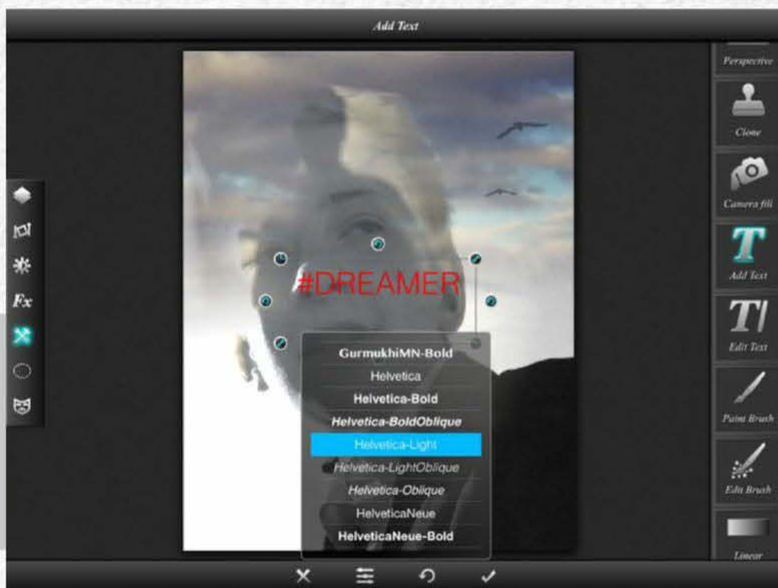 Add Text
Perspective
Clone
Camera fill
Add Text
Edit Text
Paint Brush
Edit Brush
Linear
Fx
#DREAMER
GurmukhiMN-Bold
Helvetica
Helvetica-Bold
Helvetica-BoldOblique
Helvetica-Light
Helvetica-LightOblique
Helvetica-Oblique
HelveticaNeue
HelveticaNeue-Bold